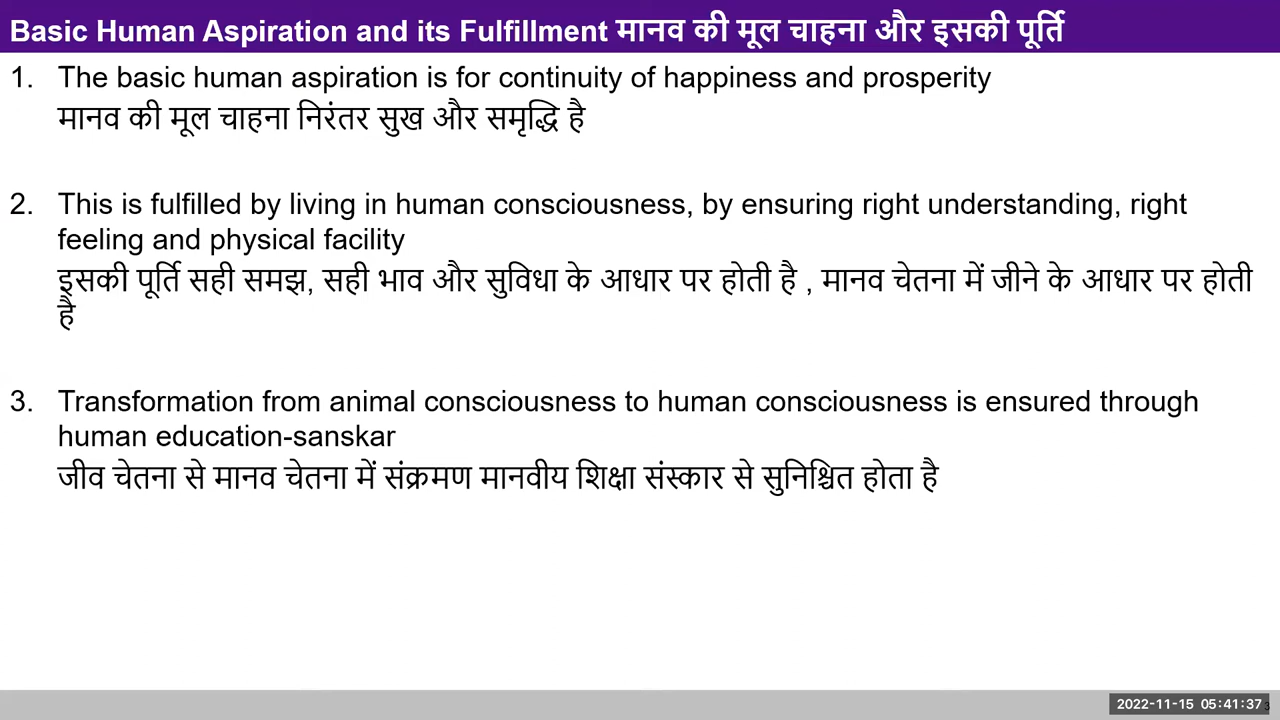 Basic Human Aspiration and its Fulfillment मानव की मूल चाहना और इसकी पूर्ति
1. The basic human aspiration is for continuity of happiness and prosperity
मानव की मूल चाहना निरंतर सुख और समृद्धि है
2. This is fulfilled by living in human consciousness, by ensuring right understanding, right
feeling and physical facility
इसकी पूर्ति सही समझ, सही भाव और सुविधा के आधार पर होती है , मानव चेतना में जीने के आधार पर होती
है
3. Transformation from animal consciousness to human consciousness is ensured through
human education-sanskar
जीव चेतना से मानव चेतना में संक्रमण मानवीय शिक्षा संस्कार से सुनिश्चित होता है
2022-11-15 05:41:37
3